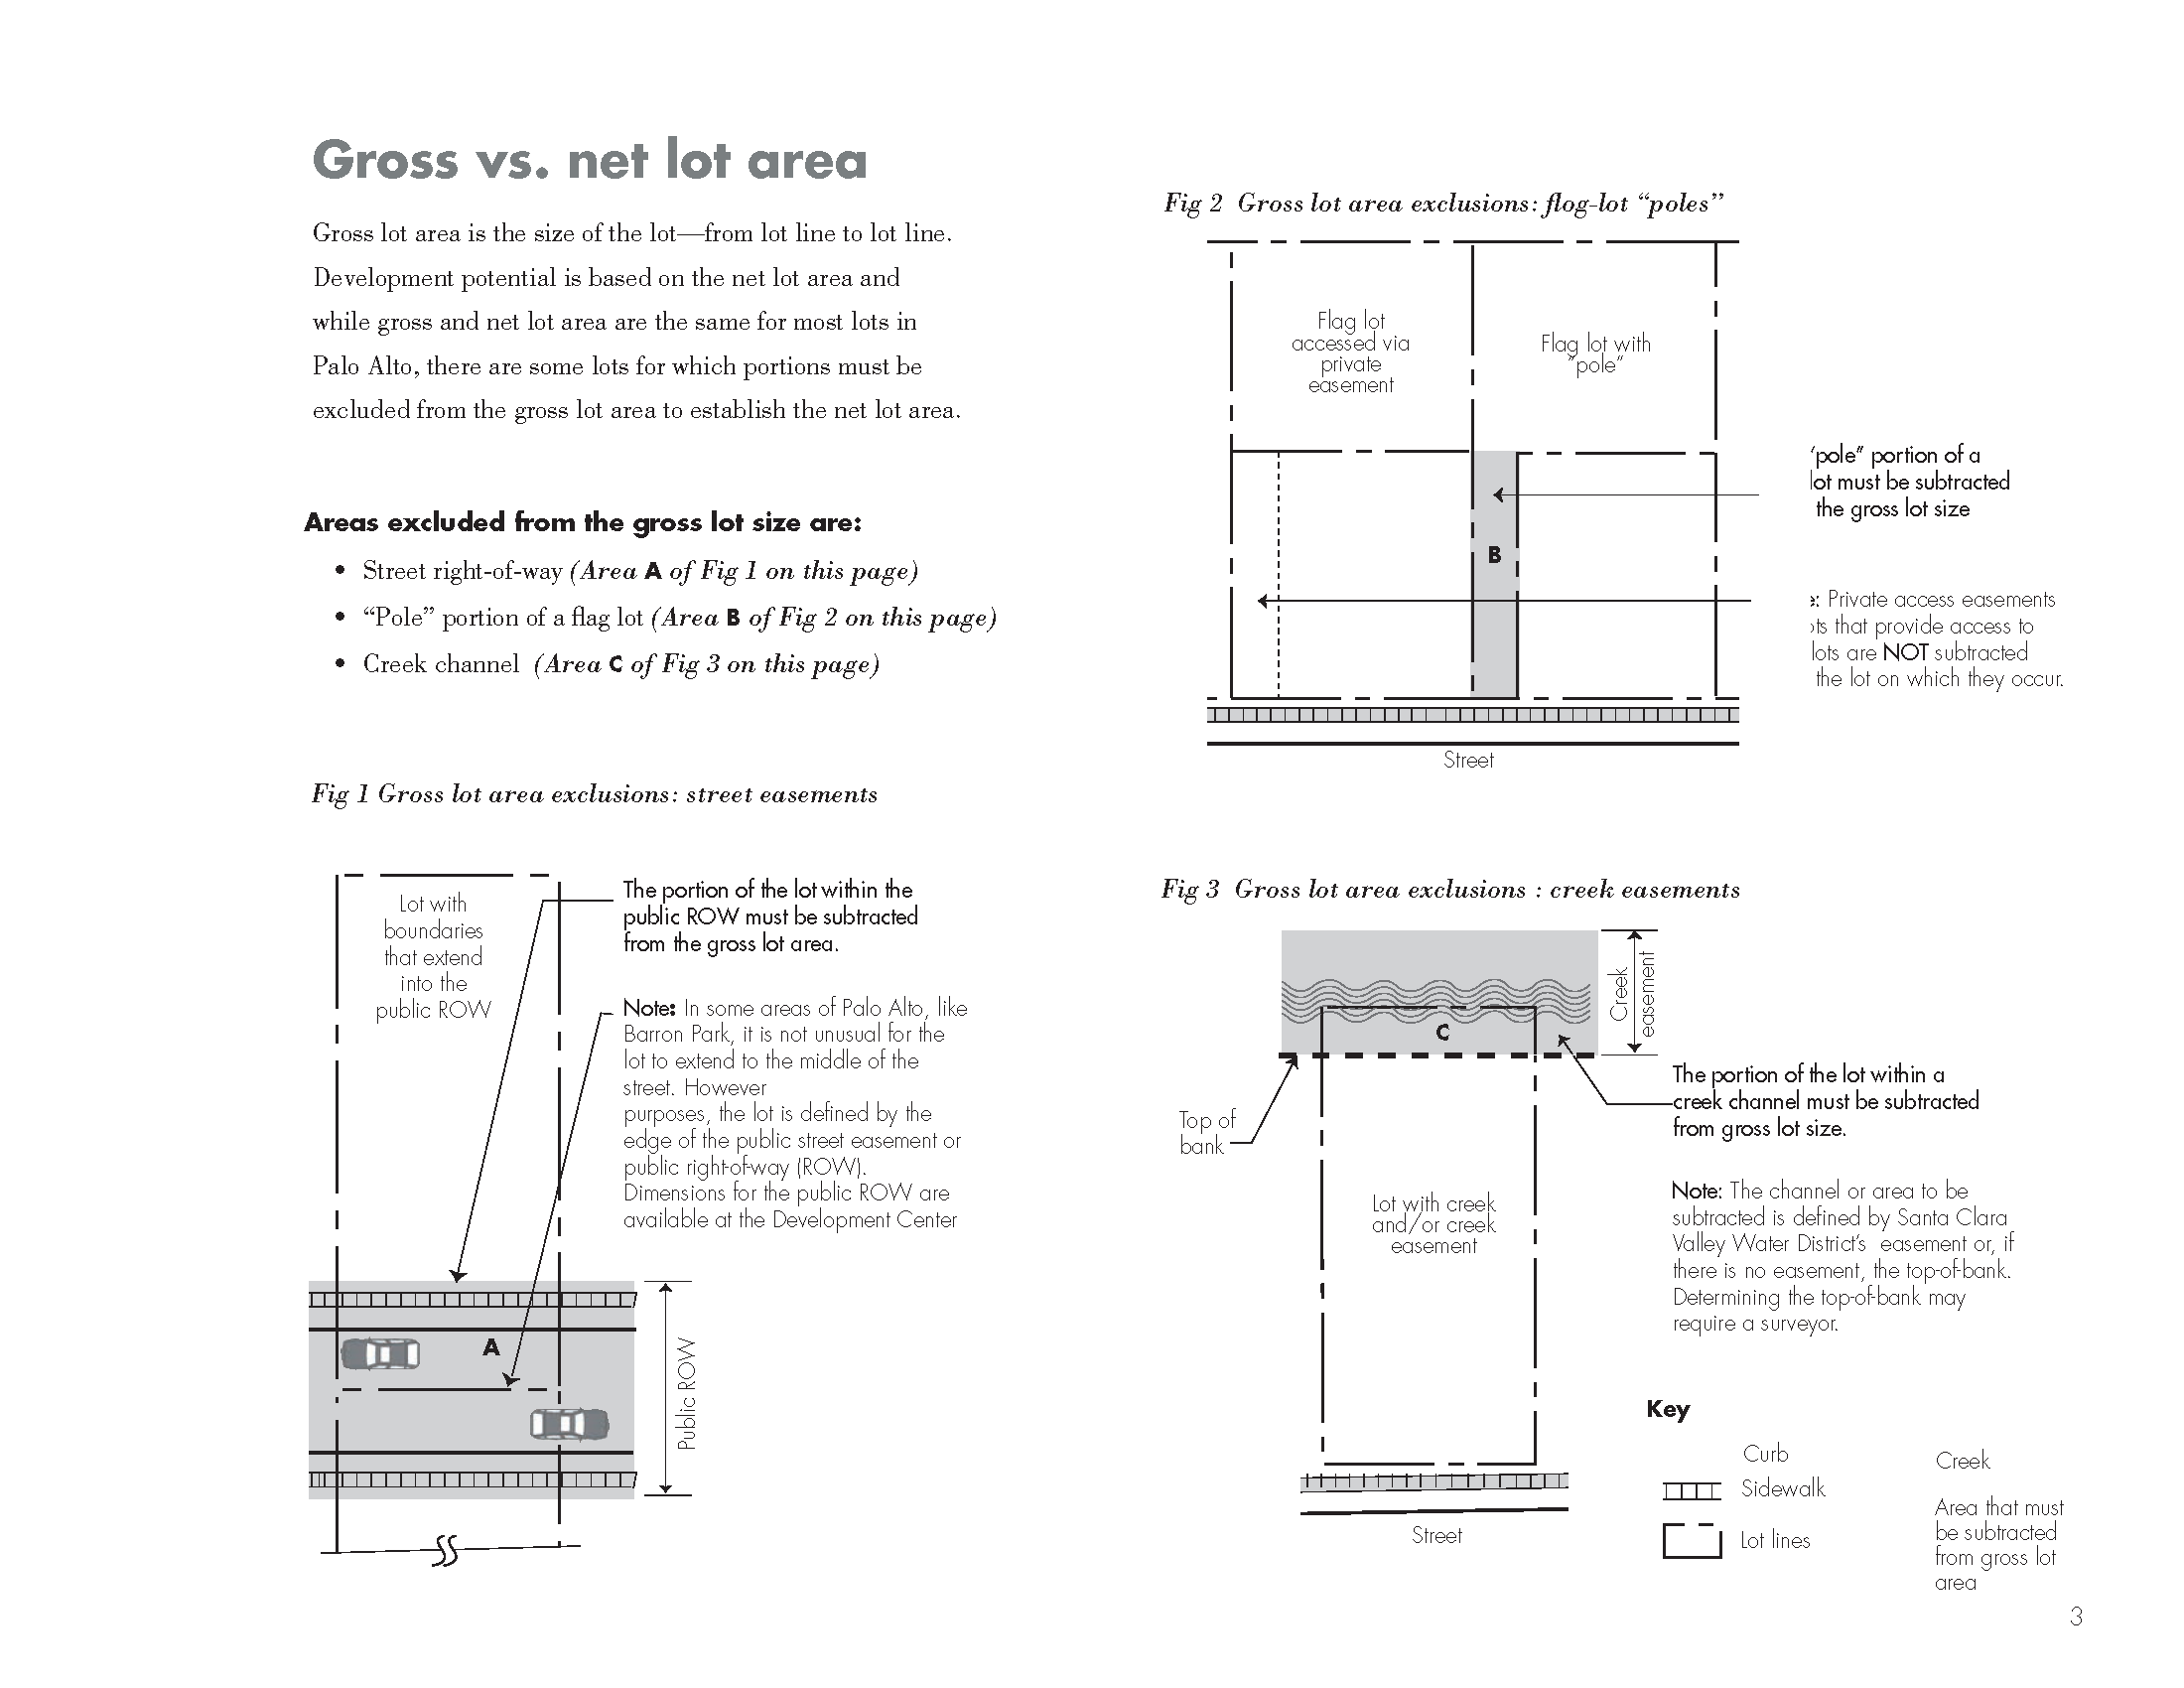 Gross vs. net lot area
Gross lot area is the size of the lot—from lot line to lot line.
Development potential is based on the net lot area and
while gross and net lot area are the same for most lots in
Palo Alto, there are some lots for which portions must be
excluded from the gross lot area to establish the net lot area.
Areas excluded from the gross lot size are:
• Street right-of-way (Area A of Fig 1 on this page)
• “Pole” portion of a flag lot (Area B of Fig 2 on this page)
• Creek channel (Area C of Fig 3 on this page)
Fig 1 Gross lot area exclusions: street easements
Lot with
boundaries
that extend
into the
public ROW
The portion of the lot within the
public ROW must be subtracted
from the gross lot area.
Note: In some areas of Palo Alto, like
Barron Park, it is not unusual for the
lot to extend to the middle of the
street. However
purposes, the lot is defined by the
edge of the public street easement or
public right-of-way (ROW).
Dimensions for the public ROW are
available at the Development Center
A
Public ROW
Fig 2 Gross lot area exclusions: flog-lot “poles”
Flag lot
accessed via
private
easement
Flag lot with
“pole”
B
“pole” portion of a
lot must be subtracted
the gross lot size
e: Private access easements
ots that provide access to
lots are NOT subtracted
the lot on which they occur.
Street
Fig 3 Gross lot area exclusions : creek easements
C
Creek
easement
Top of
bank
The portion of the lot within a
creek channel must be subtracted
from gross lot size.
Lot with creek
and/or creek
easement
Note: The channel or area to be
subtracted is defined by Santa Clara
Valley Water District’s easement or, if
there is no easement, the top-of-bank.
Determining the top-of-bank may
require a surveyor.
Street
Key
Curb
Sidewalk
Lot lines
Creek
Area that must
be subtracted
from gross lot
area
3